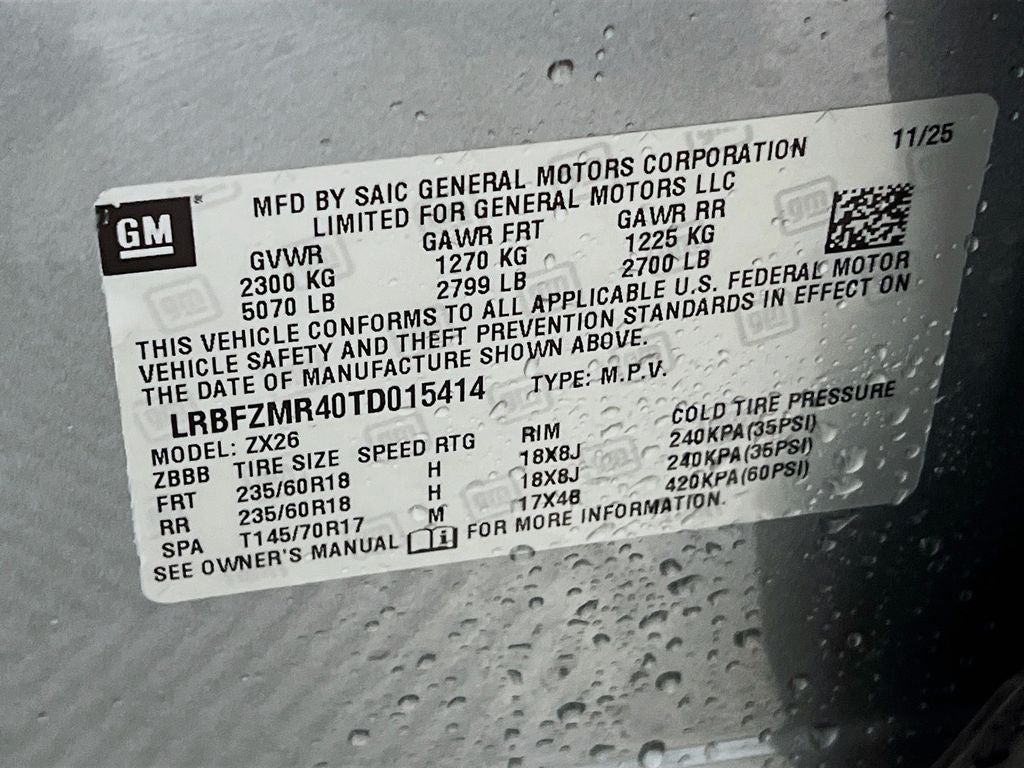 11/25
GM
MFD BY SAIC GENERAL MOTORS CORPORATION
LIMITED FOR GENERAL MOTORS LLC
GVWR GAWR FRT GAWR RR
2300 KG 1270 KG 1225 KG
5070 LB 2799 LB 2700 LB
THIS VEHICLE CONFORMS TO ALL APPLICABLE U.S. FEDERAL MOTOR
VEHICLE SAFETY AND THEFT PREVENTION STANDARDS IN EFFECT ON
THE DATE OF MANUFACTURE SHOWN ABOVE.
LRBFZMR40TD015414 TYPE: M.P.V.
MODEL: ZX26
ZBBB TIRE SIZE SPEED RTG RIM COLD TIRE PRESSURE
FRT 235/60R18 H 18X8J 240KPA(35PSI)
RR 235/60R18 H 18X8J 240KPA(35PSI)
SPA T145/70R17 M 17X4B 420KPA(60PSI)
SEE OWNER'S MANUAL FOR MORE INFORMATION.